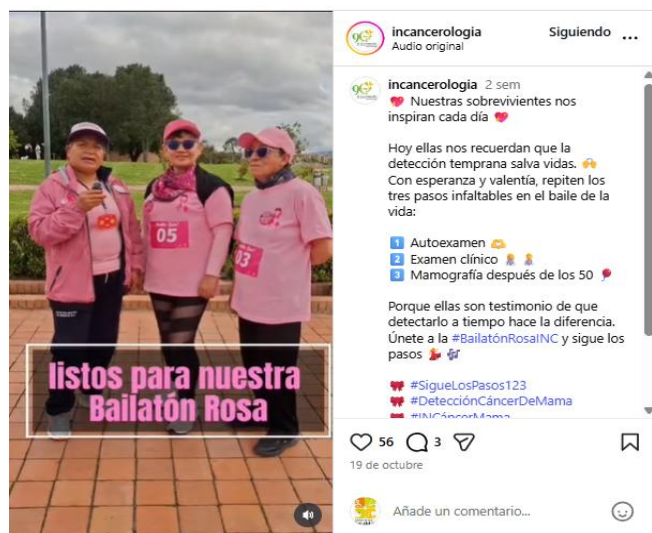 incancerologia
Siguiendo
Audio original
incancerologia 2 sem
💖 Nuestras sobrevivientes nos
inspiran cada día 💖
Hoy ellas nos recuerdan que la
detección temprana salva vidas. 🙌
Con esperanza y valentía, repiten los
tres pasos infaltables en el baile de la
vida:
1️⃣ Autoexamen 🫶
2️⃣ Examen clínico
3️⃣ Mamografía después de los 50
Porque ellas son testimonio de que
detectarlo a tiempo hace la diferencia.
Únete a la #BailatónRosaINC y sigue los
pasos 💃
🎀 #SigueLosPasos123
🎀 #DetecciónCáncerDeMama
🎀 #INCáncerMama
05
03
listos para nuestra
Bailatón Rosa
56
3
19 de octubre
Añade un comentario...